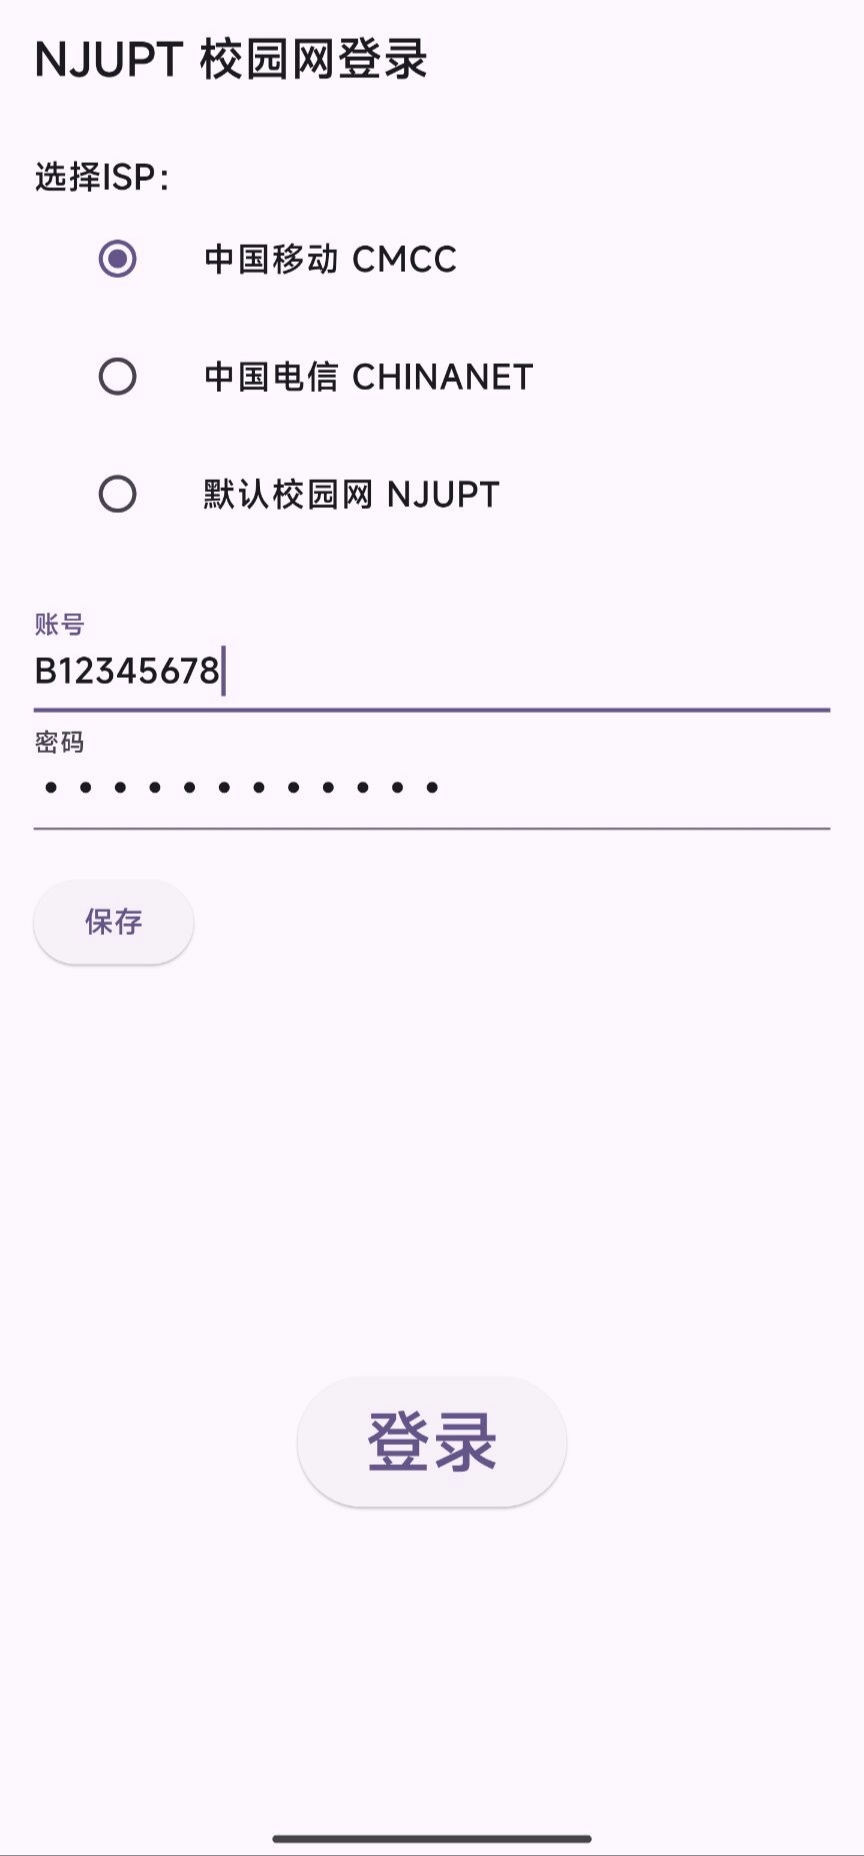 NJUPT 校园网登录
选择ISP：
中国移动 CMCC
中国电信 CHINANET
默认校园网 NJUPT
账号
B12345678
密码
••••••••••••
保存
登录